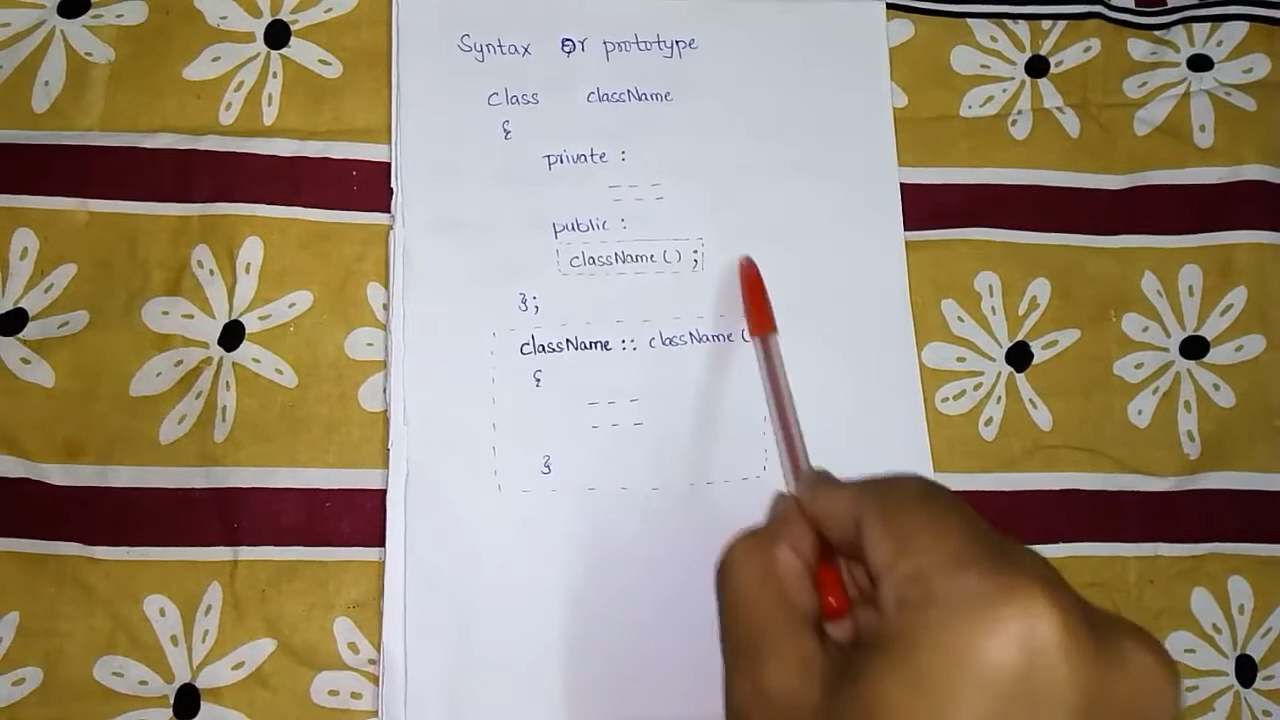 Syntax Or prototype
class className
{
private :
- - -
- - -
public :
className ( ) ;
} ;
className :: className (
{
- - -
- - -
}